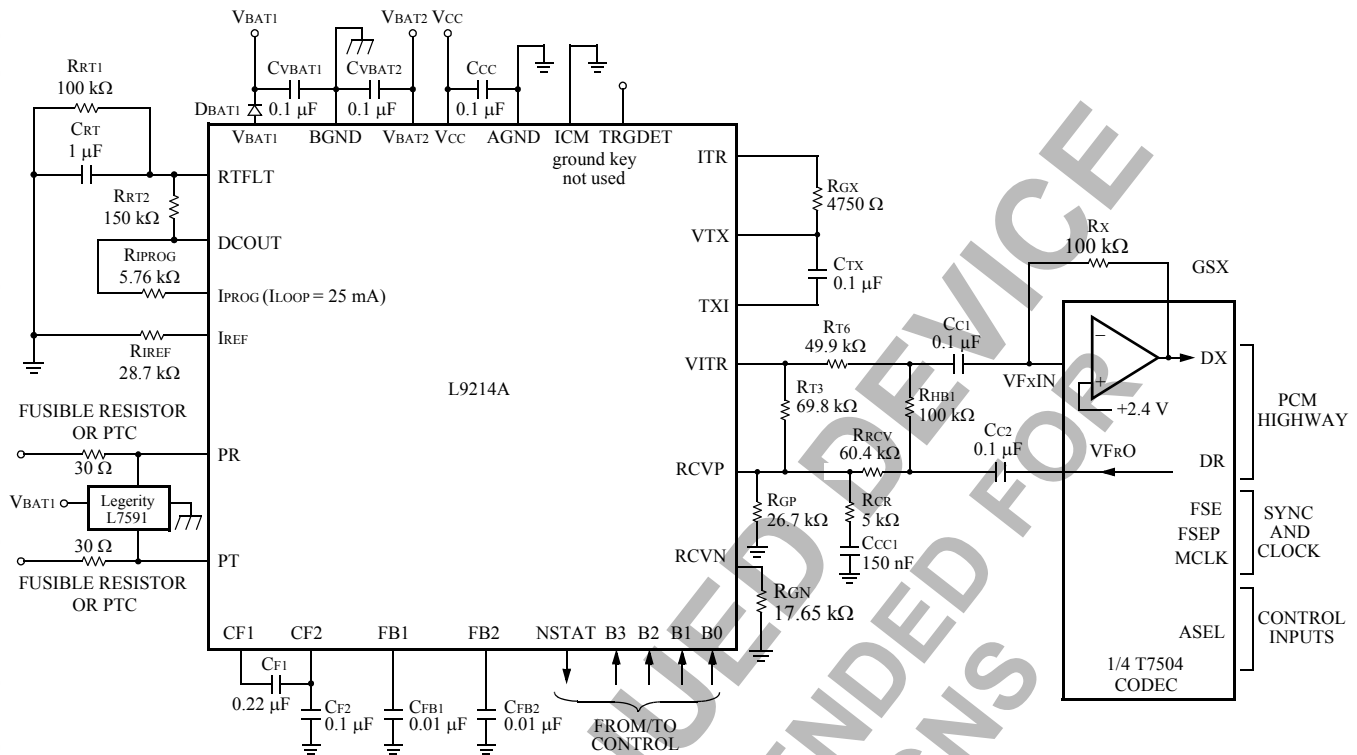 VBAT1
VBAT2 VCC
RRT1
100 kΩ
CRT
1 µF
CVBAT1
0.1 µF
CVBAT2
0.1 µF
CCC
0.1 µF
DBAT1
VBAT1 BGND VBAT2 VCC AGND ICM TRGDET
ground key
not used
ITR
RGX
4750 Ω
RTFLT
RRT2
150 kΩ
VTX
DCOUT
CTX
0.1 µF
RX
100 kΩ
GSX
RIPROG
5.76 kΩ
IPROG (ILOOP = 25 mA)
TXI
IREF
RIREF
28.7 kΩ
RT6
49.9 kΩ
CC1
0.1 µF
−
+
+2.4 V
DX
VITR
VFXIN
L9214A
RT3
69.8 kΩ
RHB1
100 kΩ
PCM
HIGHWAY
FUSIBLE RESISTOR
OR PTC
30 Ω
PR
RRCV
60.4 kΩ
CC2
0.1 µF
VFRO
DR
RCVP
VBAT1
Legerity
L7591
RGP
26.7 kΩ
RCR
5 kΩ
CCC1
150 nF
FSE
FSEP
MCLK
SYNC
AND
CLOCK
30 Ω
PT
FUSIBLE RESISTOR
OR PTC
RCVN
RGN
17.65 kΩ
CF1 CF2 FB1 FB2 NSTAT B3 B2 B1 B0
ASEL
CONTROL
INPUTS
CF1
0.22 µF
CF2
0.1 µF
CFB1
0.01 µF
CFB2
0.01 µF
FROM/TO
CONTROL
1/4 T7504
CODEC
UED DEVICE
NDED FOR
GNS